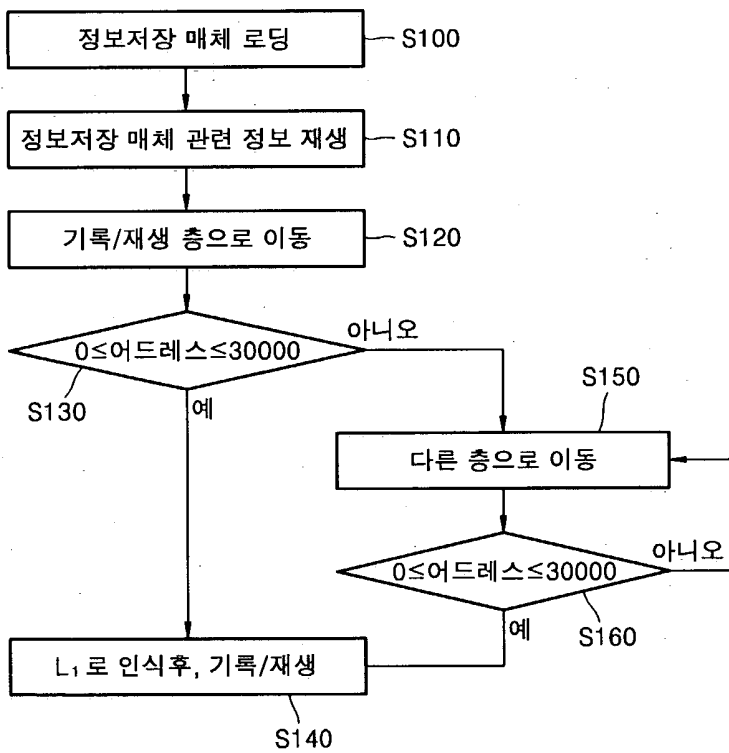 정보저장 매체 로딩
S100
정보저장 매체 관련 정보 재생
S110
기록/재생 층으로 이동
S120
0≤어드레스≤30000
아니오
S130
예
S150
다른 층으로 이동
0≤어드레스≤30000
아니오
S160
예
L₁로 인식후, 기록/재생
S140